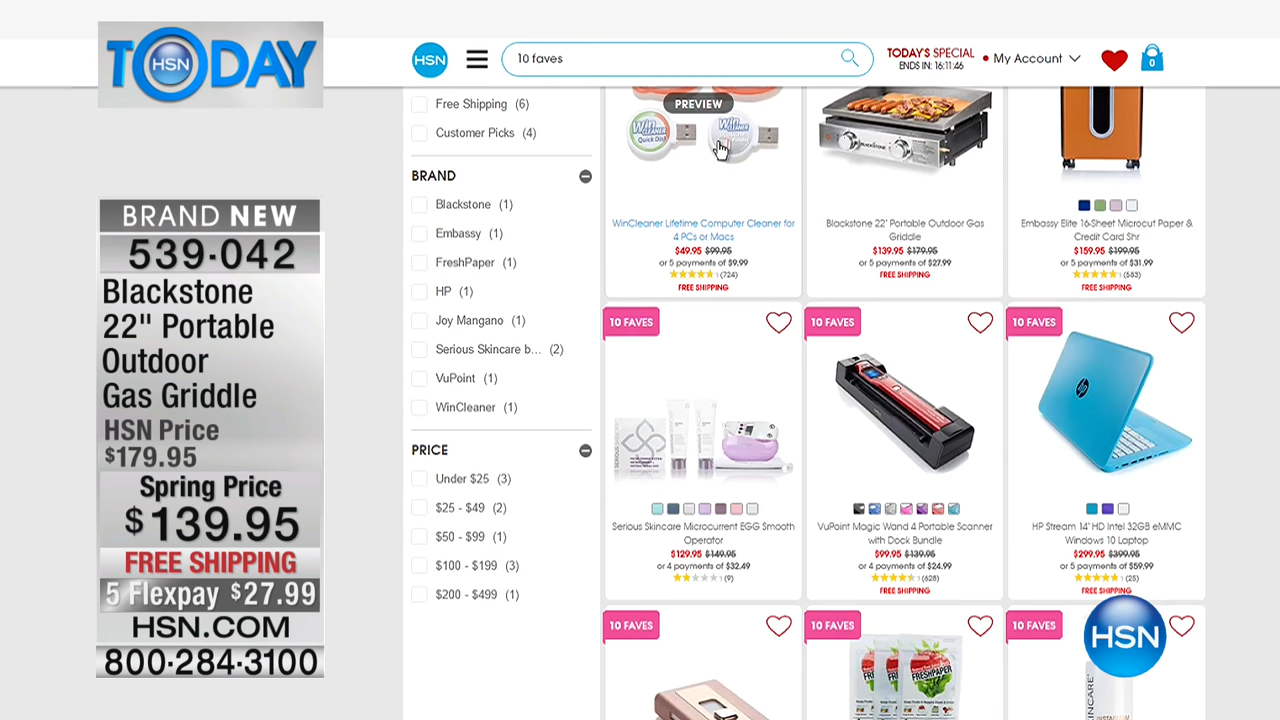 TODAY
HSN
BRAND NEW
539·042
Blackstone
22" Portable
Outdoor
Gas Griddle
HSN Price
$179.95
Spring Price
$139.95
FREE SHIPPING
5 Flexpay $27.99
HSN.COM
800·284·3100
HSN
10 faves
TODAY'S SPECIAL
ENDS IN: 16:11:46
My Account
0
Free Shipping (6)
Customer Picks (4)
BRAND
Blackstone (1)
Embassy (1)
FreshPaper (1)
HP (1)
Joy Mangano (1)
Serious Skincare b... (2)
VuPoint (1)
WinCleaner (1)
PRICE
Under $25 (3)
$25 - $49 (2)
$50 - $99 (1)
$100 - $199 (3)
$200 - $499 (1)
PREVIEW
WinCleaner Lifetime Computer Cleaner for
4 PCs or Macs
$49.95 $99.95
or 5 payments of $9.99
(724)
FREE SHIPPING
BLACKSTONE
Blackstone 22" Portable Outdoor Gas
Griddle
$139.95 $179.95
or 5 payments of $27.99
FREE SHIPPING
Embassy Elite 16-Sheet Microcut Paper &
Credit Card Shr
$159.95 $199.95
or 5 payments of $31.99
(583)
FREE SHIPPING
10 FAVES
Serious Skincare Microcurrent EGG Smooth
Operator
$129.95 $149.95
or 4 payments of $32.49
(9)
10 FAVES
VuPoint Magic Wand 4 Portable Scanner
with Dock Bundle
$99.95 $139.95
or 4 payments of $24.99
(628)
FREE SHIPPING
10 FAVES
hp
HP Stream 14" HD Intel 32GB eMMC
Windows 10 Laptop
$299.95 $399.95
or 5 payments of $59.99
(25)
FREE SHIPPING
10 FAVES
10 FAVES
FRESHPAPER
10 FAVES
HSN